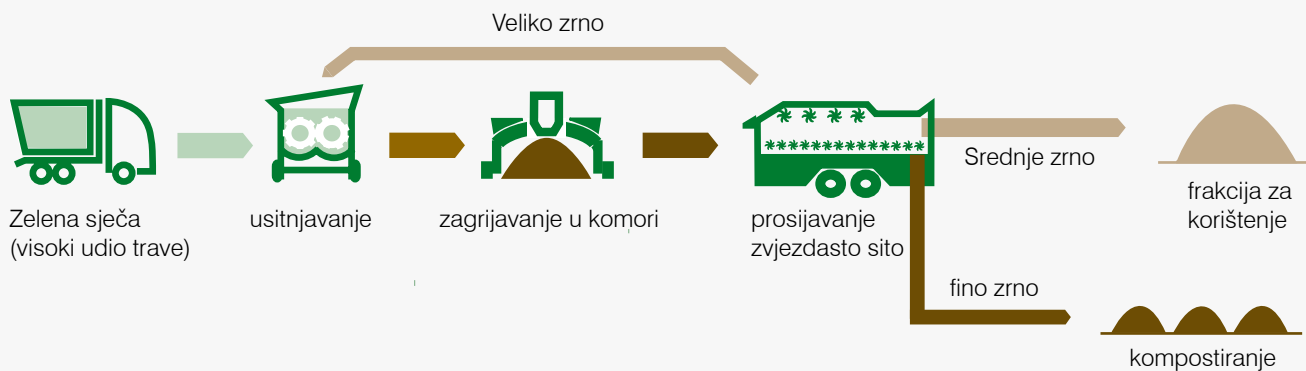 Veliko zrno
Zelena sječa
(visoki udio trave)
usitnjavanje
zagrijavanje u komori
prosijavanje
zvjezdasto sito
Srednje zrno
frakcija za
korištenje
fino zrno
kompostiranje